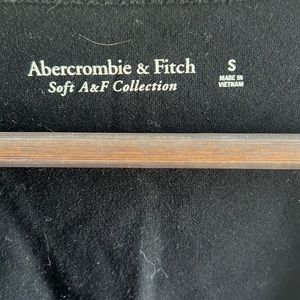 Abercrombie & Fitch
Soft A&F Collection
S
MADE IN
VIETNAM